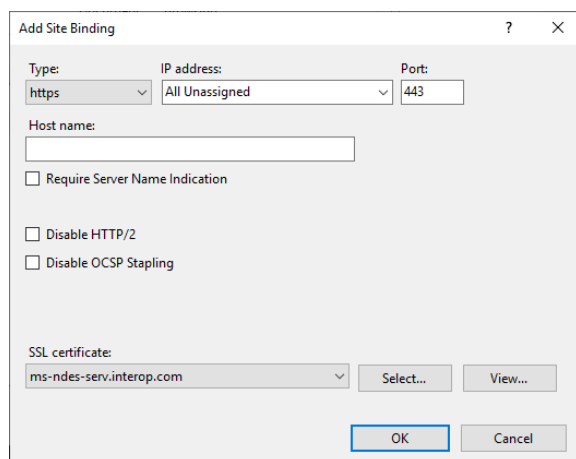 Add Site Binding
?
Type:
IP address:
Port:
https
All Unassigned
443
Host name:
Require Server Name Indication
Disable HTTP/2
Disable OCSP Stapling
SSL certificate:
ms-ndes-serv.interop.com
Select...
View...
OK
Cancel